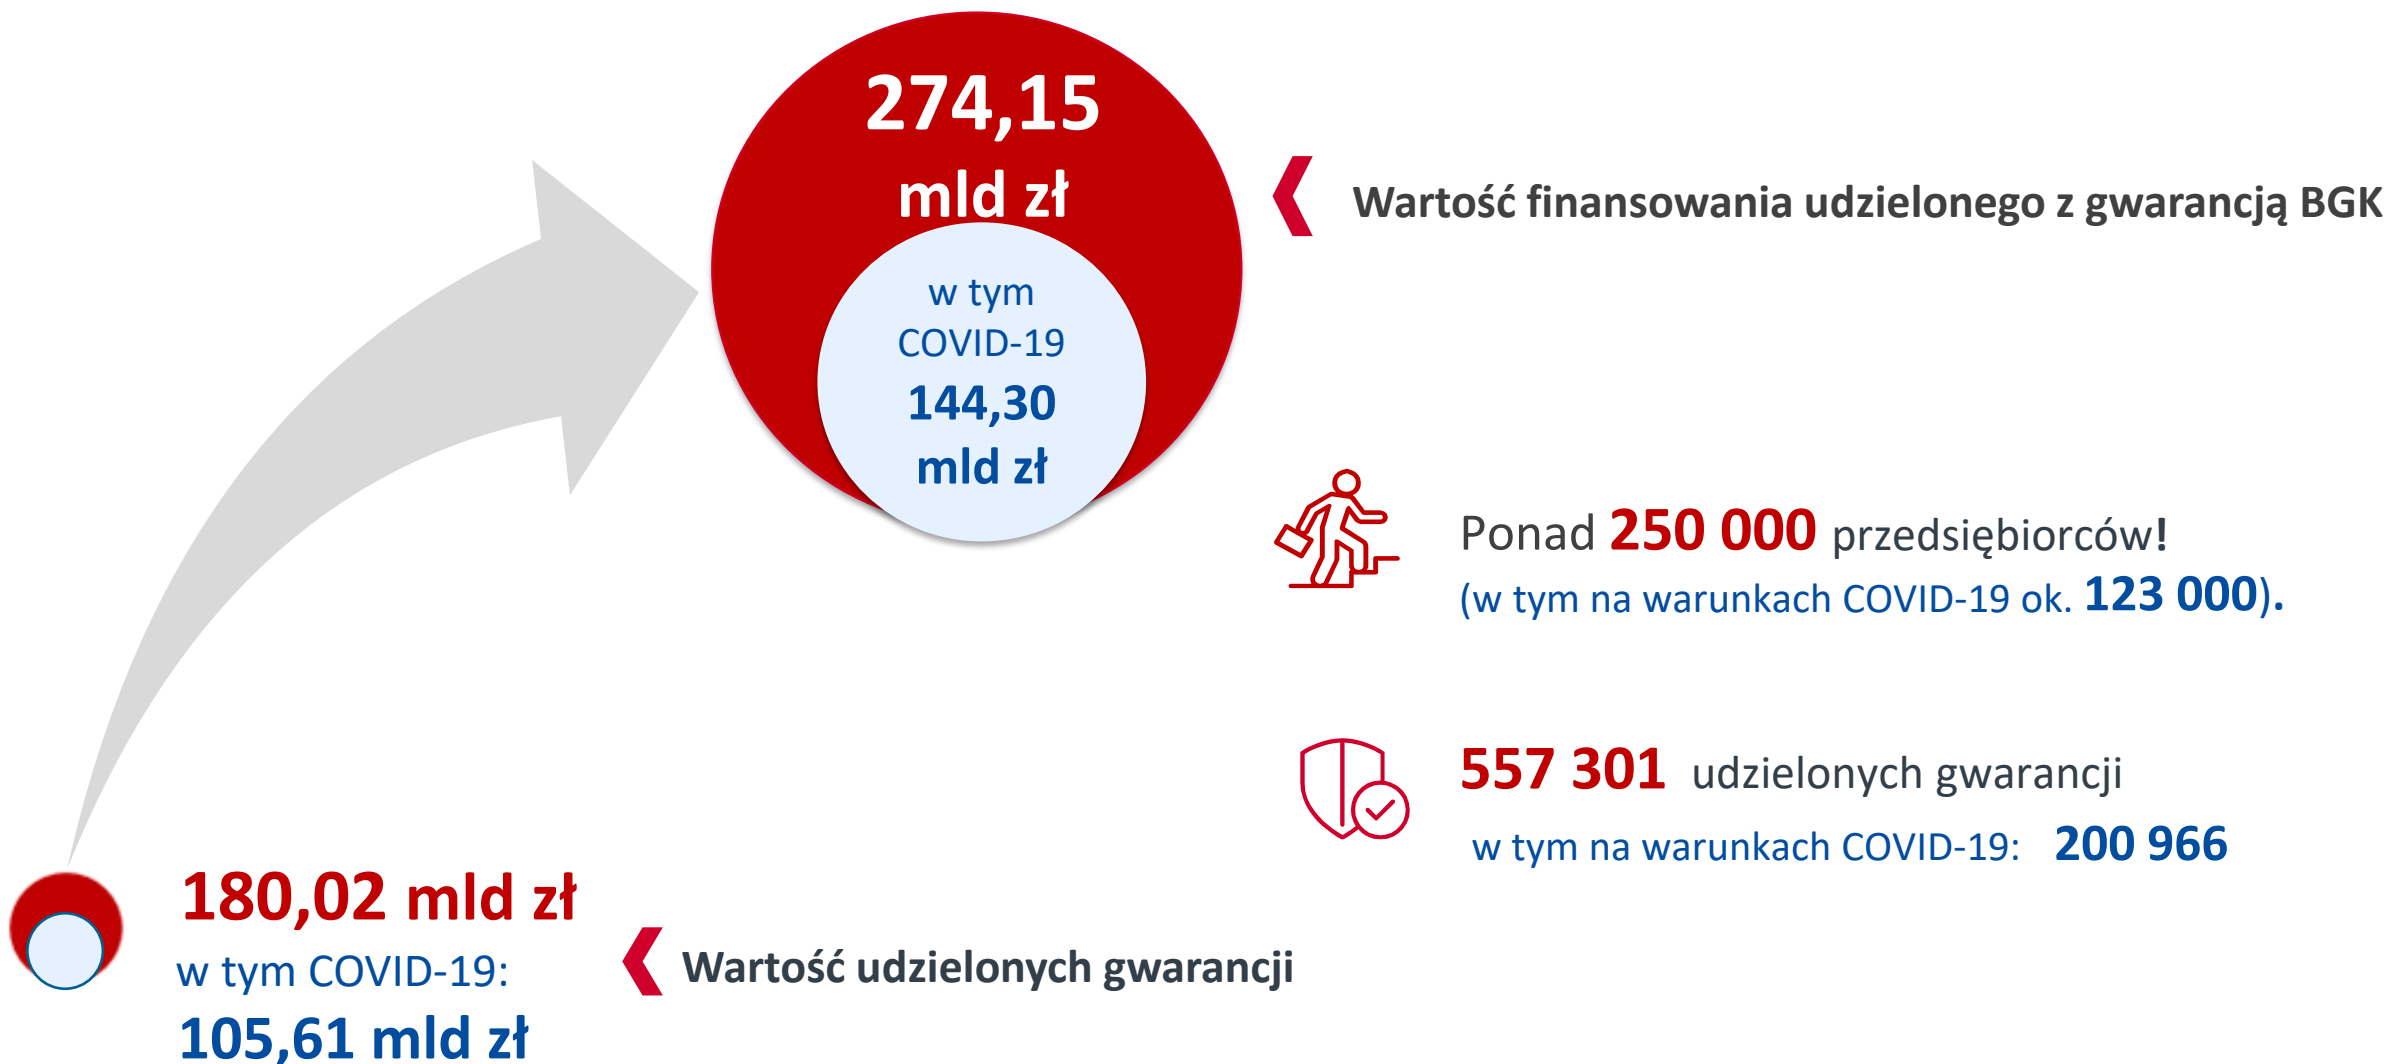 274,15
mld zł
w tym
COVID-19
144,30
mld zł
Wartość finansowania udzielonego z gwarancją BGK
Ponad 250 000 przedsiębiorców!
(w tym na warunkach COVID-19 ok. 123 000).
557 301 udzielonych gwarancji
w tym na warunkach COVID-19: 200 966
180,02 mld zł
w tym COVID-19:
105,61 mld zł
Wartość udzielonych gwarancji